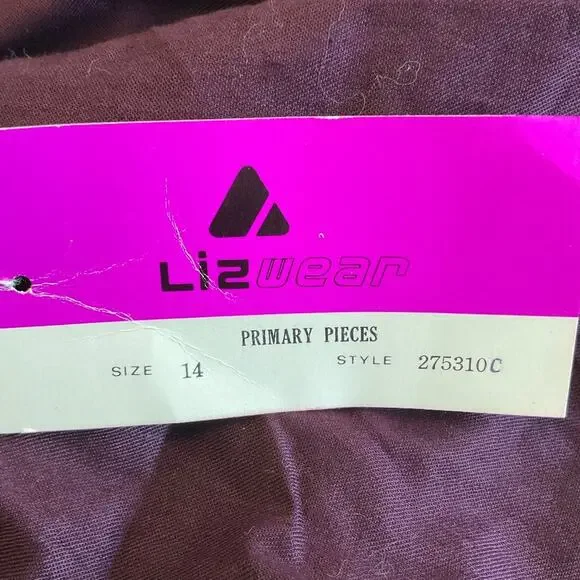 Lizwear
PRIMARY PIECES
SIZE 14 STYLE 275310C